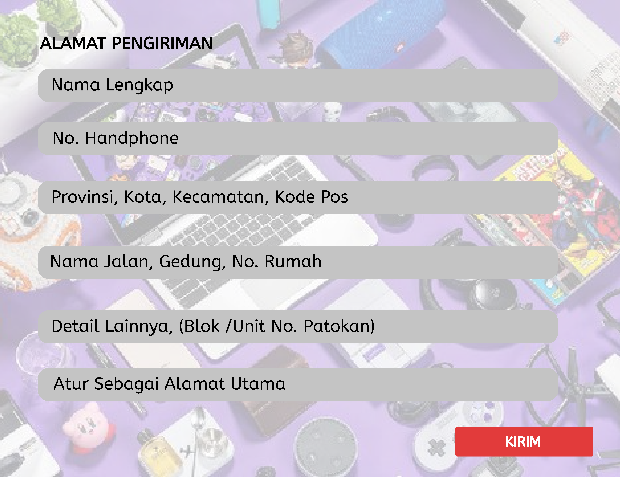 ALAMAT PENGIRIMAN
Nama Lengkap
No. Handphone
Provinsi, Kota, Kecamatan, Kode Pos
Nama Jalan, Gedung, No. Rumah
Detail Lainnya, (Blok /Unit No. Patokan)
Atur Sebagai Alamat Utama
KIRIM